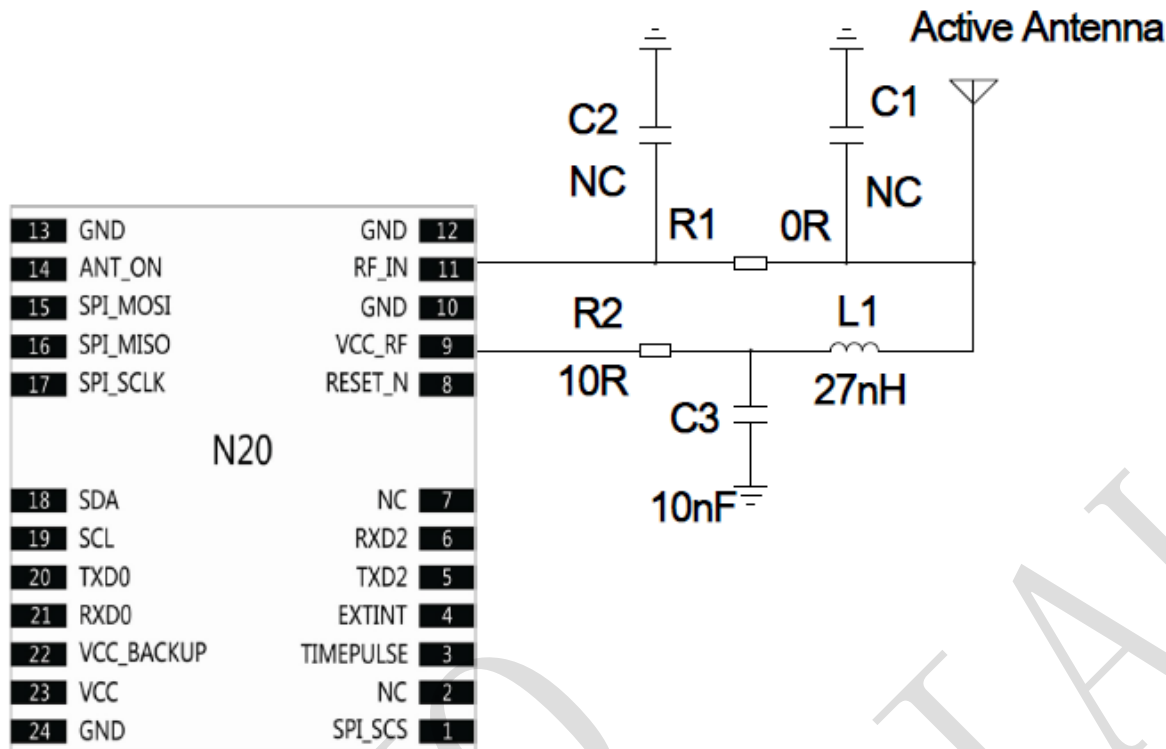 Active Antenna
C2
C1
NC
NC
R1
0R
13 GND
GND 12
14 ANT_ON
RF_IN 11
15 SPI_MOSI
GND 10
16 SPI_MISO
VCC_RF 9
17 SPI_SCLK
RESET_N 8
R2
L1
10R
27nH
C3
10nF
N20
18 SDA
NC 7
19 SCL
RXD2 6
20 TXD0
TXD2 5
21 RXD0
EXTINT 4
22 VCC_BACKUP
TIMEPULSE 3
23 VCC
NC 2
24 GND
SPI_SCS 1